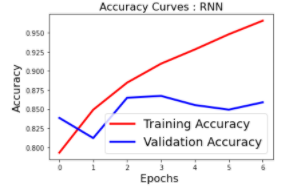 Accuracy Curves : RNN
Accuracy
0.950
0.925
0.900
0.875
0.850
0.825
0.800
Training Accuracy
Validation Accuracy
0 1 2 3 4 5 6
Epochs